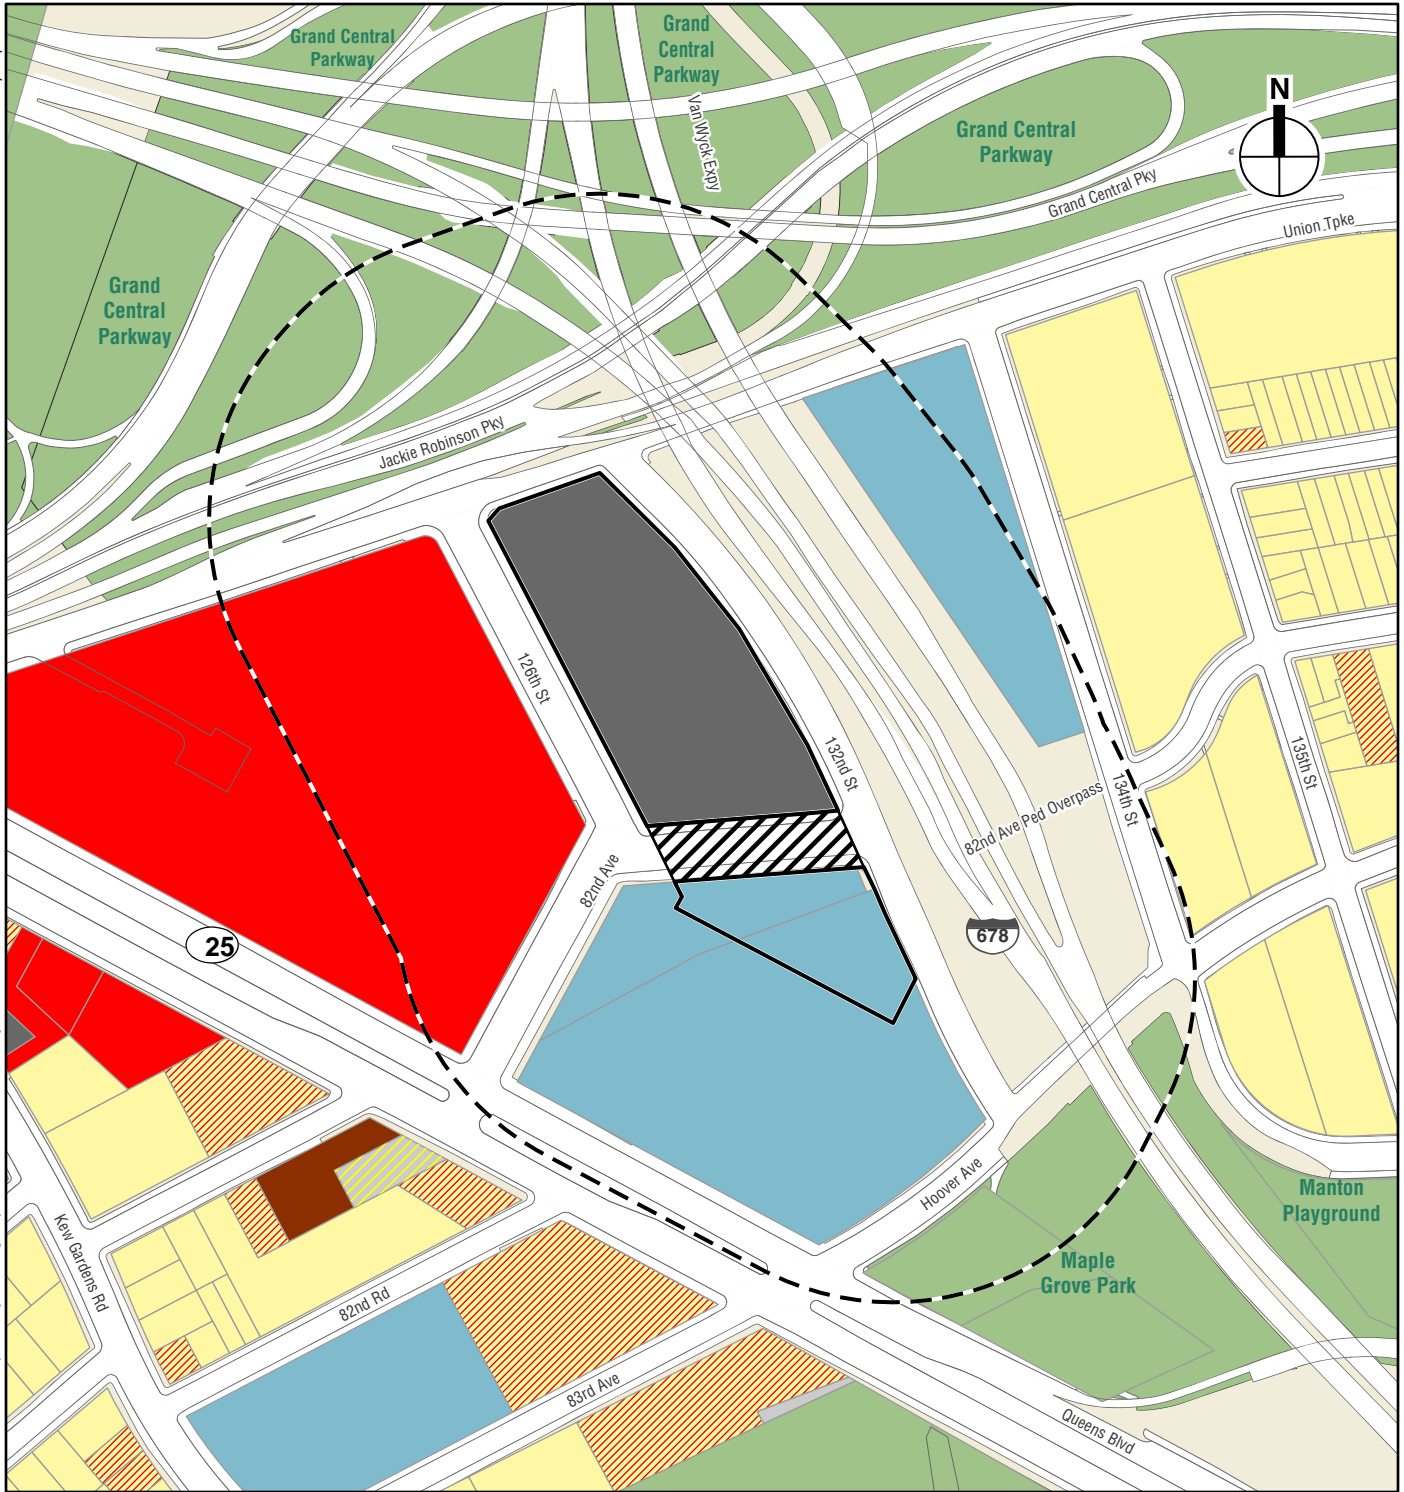 Grand Central
Parkway
Grand
Central
Parkway
Van Wyck Expy
Grand Central
Parkway
N
Grand Central Pky
Union Tpke
Grand
Central
Parkway
Jackie Robinson Pky
126th St
132nd St
82nd Ave
82nd Ave Ped Overpass
134th St
135th St
25
678
Hoover Ave
Manton
Playground
Maple
Grove Park
Kew Gardens Rd
82nd Rd
83rd Ave
Queens Blvd